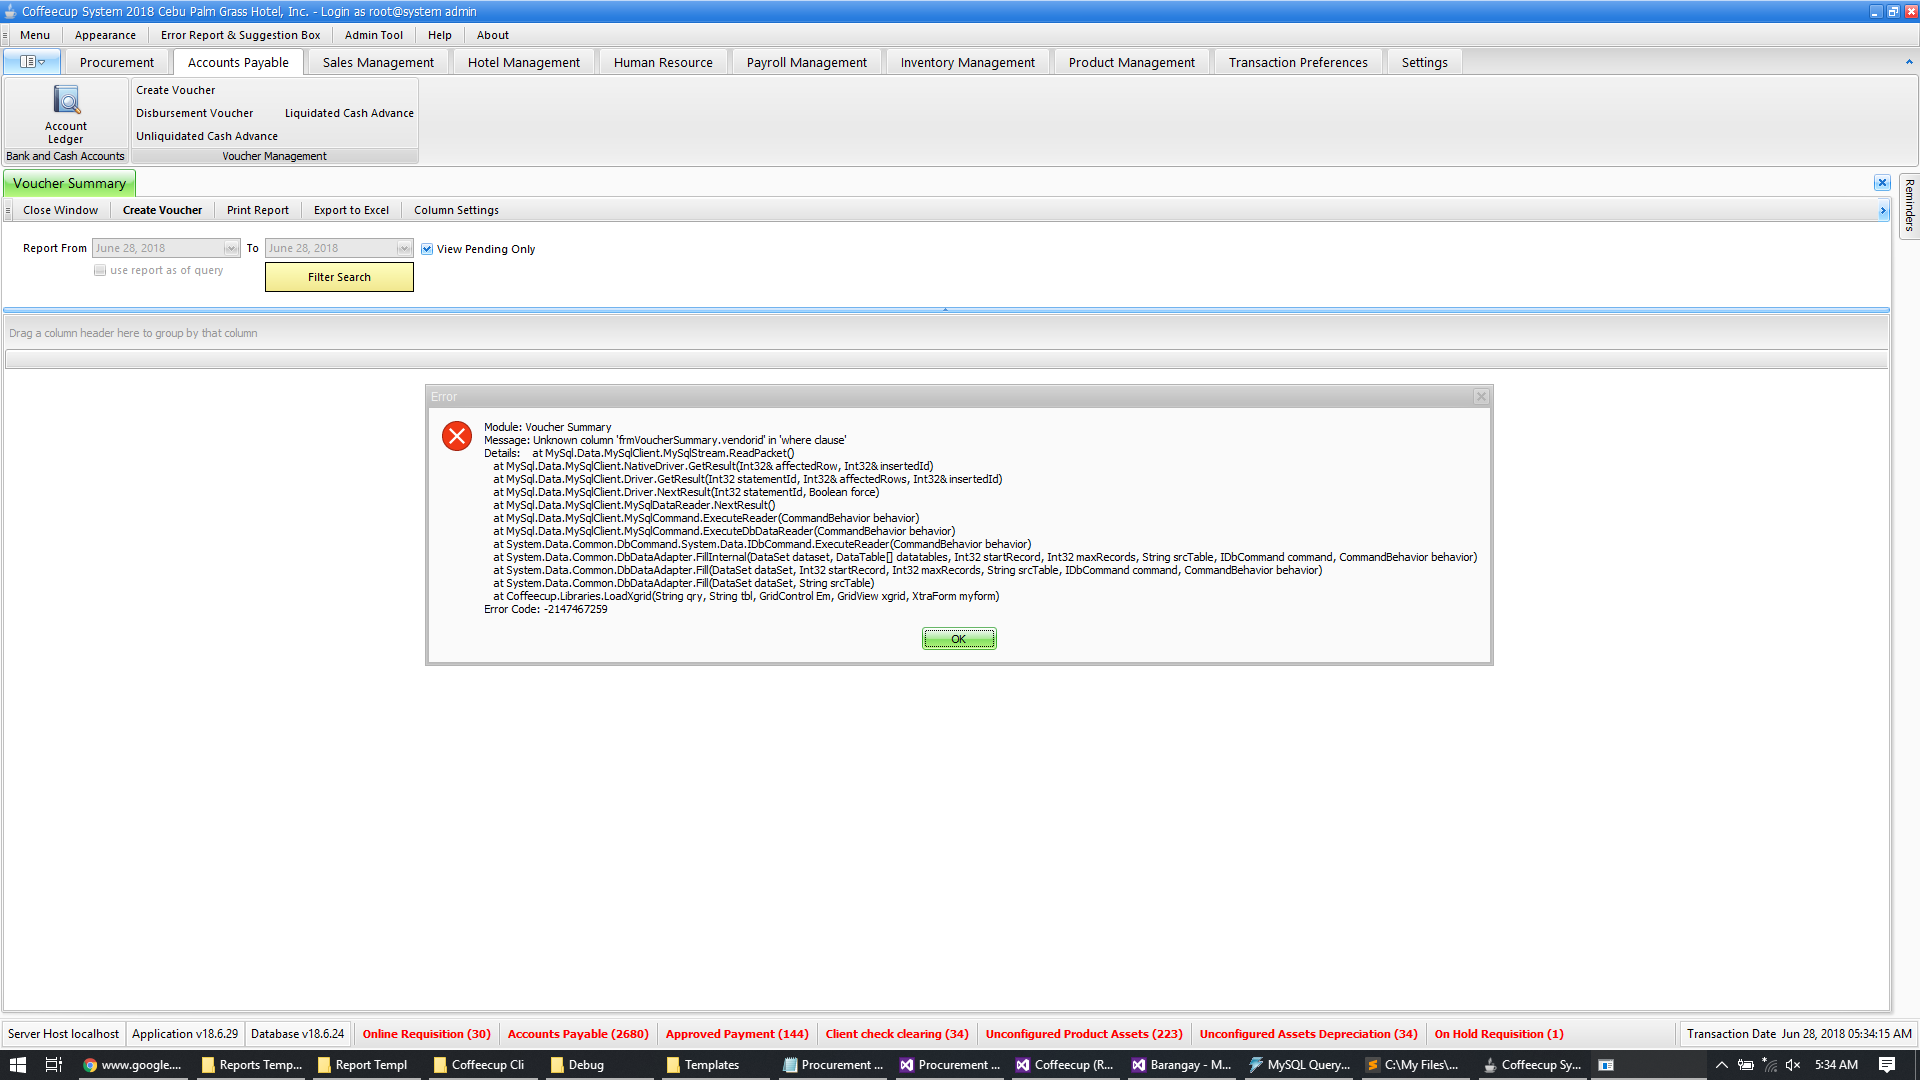 Coffeecup System 2018 Cebu Palm Grass Hotel, Inc. - Login as root@system admin
Menu Appearance Error Report & Suggestion Box Admin Tool Help About
Procurement Accounts Payable Sales Management Hotel Management Human Resource Payroll Management Inventory Management Product Management Transaction Preferences Settings
Account
Ledger
Bank and Cash Accounts
Create Voucher
Disbursement Voucher Liquidated Cash Advance
Unliquidated Cash Advance
Voucher Management
Voucher Summary
Reminders
Close Window Create Voucher Print Report Export to Excel Column Settings
Report From June 28, 2018 To June 28, 2018 View Pending Only
use report as of query
Filter Search
Drag a column header here to group by that column
Error
Module: Voucher Summary
Message: Unknown column 'frmVoucherSummary.vendorid' in 'where clause'
Details: at MySql.Data.MySqlClient.MySqlStream.ReadPacket()
at MySql.Data.MySqlClient.NativeDriver.GetResult(Int32& affectedRow, Int32& insertedId)
at MySql.Data.MySqlClient.Driver.GetResult(Int32 statementId, Int32& affectedRows, Int32& insertedId)
at MySql.Data.MySqlClient.Driver.NextResult(Int32 statementId, Boolean force)
at MySql.Data.MySqlClient.MySqlDataReader.NextResult()
at MySql.Data.MySqlClient.MySqlCommand.ExecuteReader(CommandBehavior behavior)
at MySql.Data.MySqlClient.MySqlCommand.ExecuteDbDataReader(CommandBehavior behavior)
at System.Data.Common.DbCommand.System.Data.IDbCommand.ExecuteReader(CommandBehavior behavior)
at System.Data.Common.DbDataAdapter.FillInternal(DataSet dataset, DataTable[] datatables, Int32 startRecord, Int32 maxRecords, String srcTable, IDbCommand command, CommandBehavior behavior)
at System.Data.Common.DbDataAdapter.Fill(DataSet dataSet, Int32 startRecord, Int32 maxRecords, String srcTable, IDbCommand command, CommandBehavior behavior)
at System.Data.Common.DbDataAdapter.Fill(DataSet dataSet, String srcTable)
at Coffeecup.Libraries.LoadXgrid(String qry, String tbl, GridControl Em, GridView xgrid, XtraForm myform)
Error Code: -2147467259
OK
Server Host localhost Application v18.6.29 Database v18.6.24 Online Requisition (30) Accounts Payable (2680) Approved Payment (144) Client check clearing (34) Unconfigured Product Assets (223) Unconfigured Assets Depreciation (34) On Hold Requisition (1) Transaction Date Jun 28, 2018 05:34:15 AM
www.google.... Reports Temp... Report Templ Coffeecup Cli Debug Templates Procurement ... Procurement ... Coffeecup (R... Barangay - M... MySQL Query... C:\My Files\... Coffeecup Sy... 5:34 AM